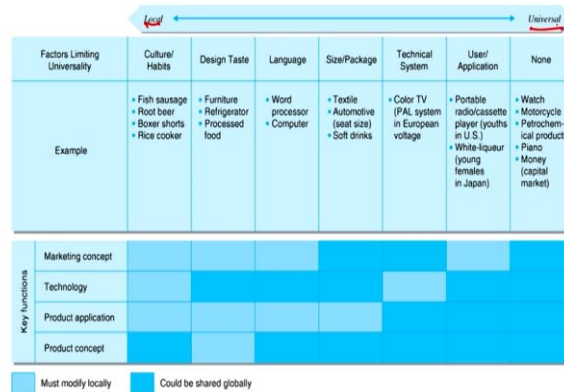 Local
Universal
Factors Limiting
Universality
Culture/
Habits
Design Taste
Language
Size/Package
Technical
System
User/
Application
None
Example
• Fish sausage
• Root beer
• Boxer shorts
• Rice cooker
• Furniture
• Refrigerator
• Processed
food
• Word
processor
• Computer
• Textile
• Automotive
(seat size)
• Soft drinks
• Color TV
(PAL system
in European
voltage
• Portable
radio/cassette
player (youths
in U.S.)
• White-liqueur
(young
females
in Japan)
• Watch
• Motorcycle
• Petrochem-
ical product
• Piano
• Money
(capital
market)
Key functions
Marketing concept
Technology
Product application
Product concept
Must modify locally
Could be shared globally